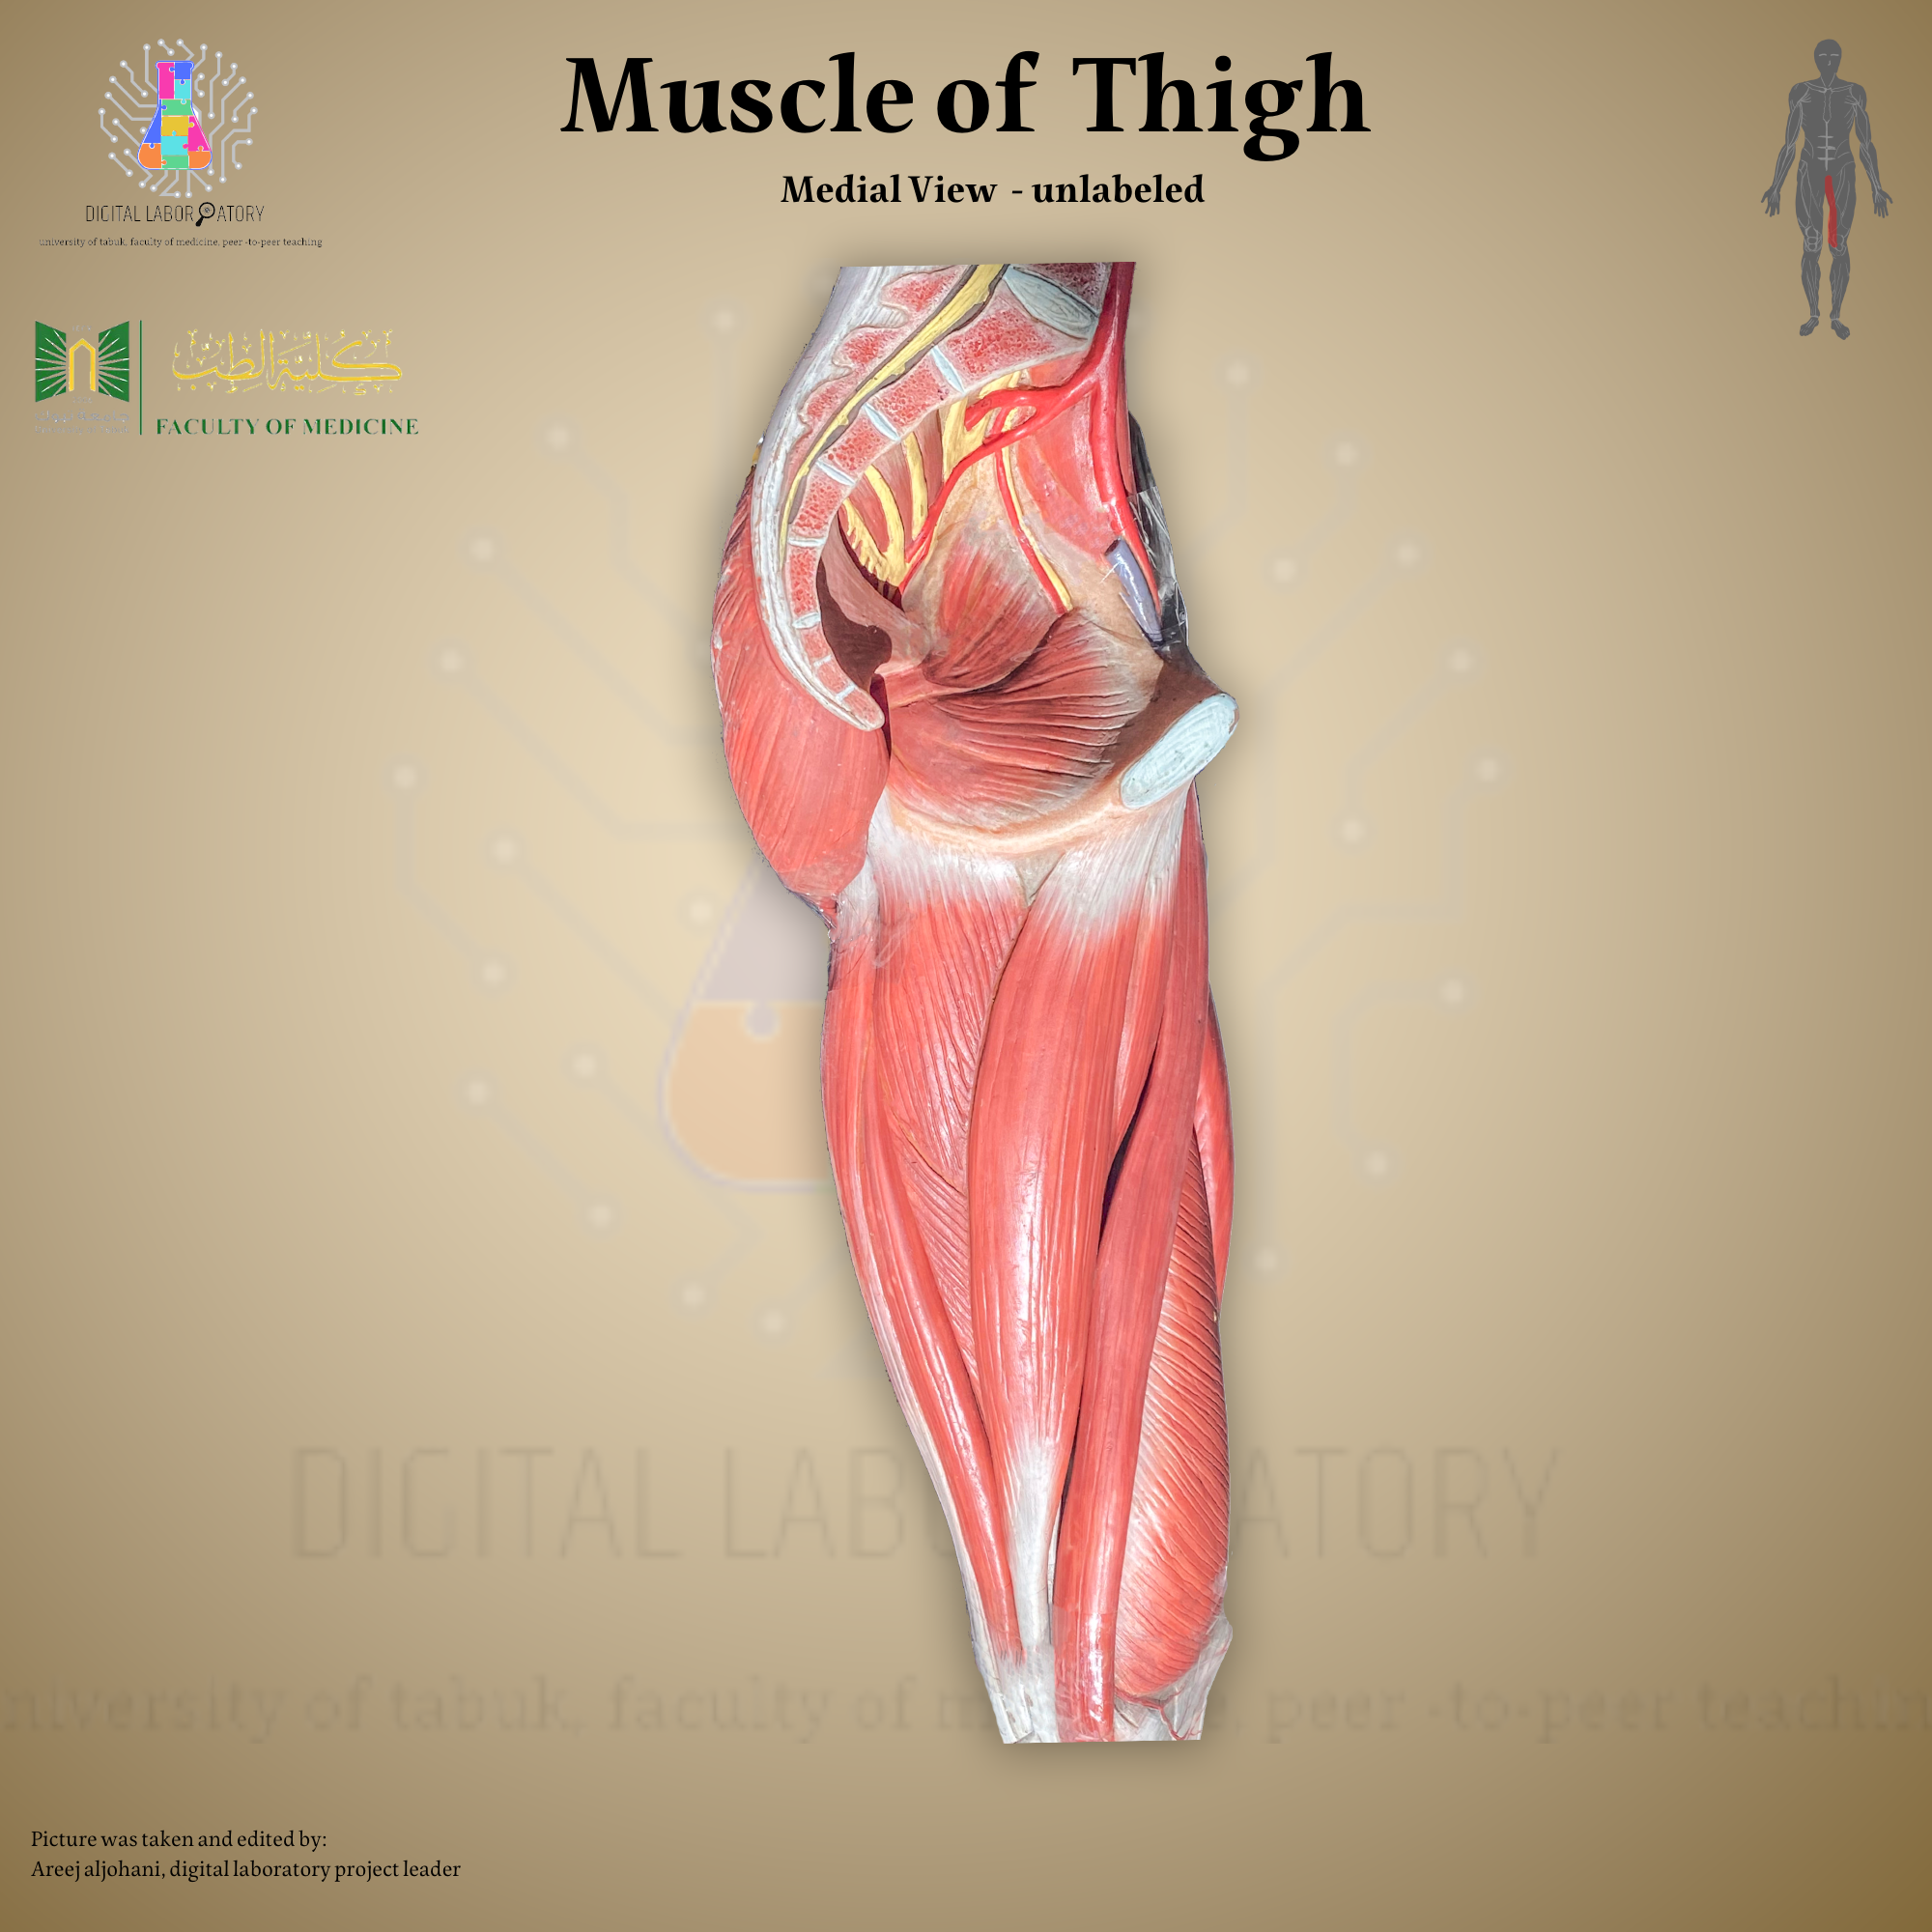 Muscle of Thigh
Medial View - unlabeled
DIGITAL LABORATORY
university of tabuk, faculty of medicine, peer -to-peer teaching
كلية الطب
FACULTY OF MEDICINE
DIGITAL LAB ATORY
university of tabuk, faculty of m e, peer -to-peer teachin
Picture was taken and edited by:
Areej aljohani, digital laboratory project leader